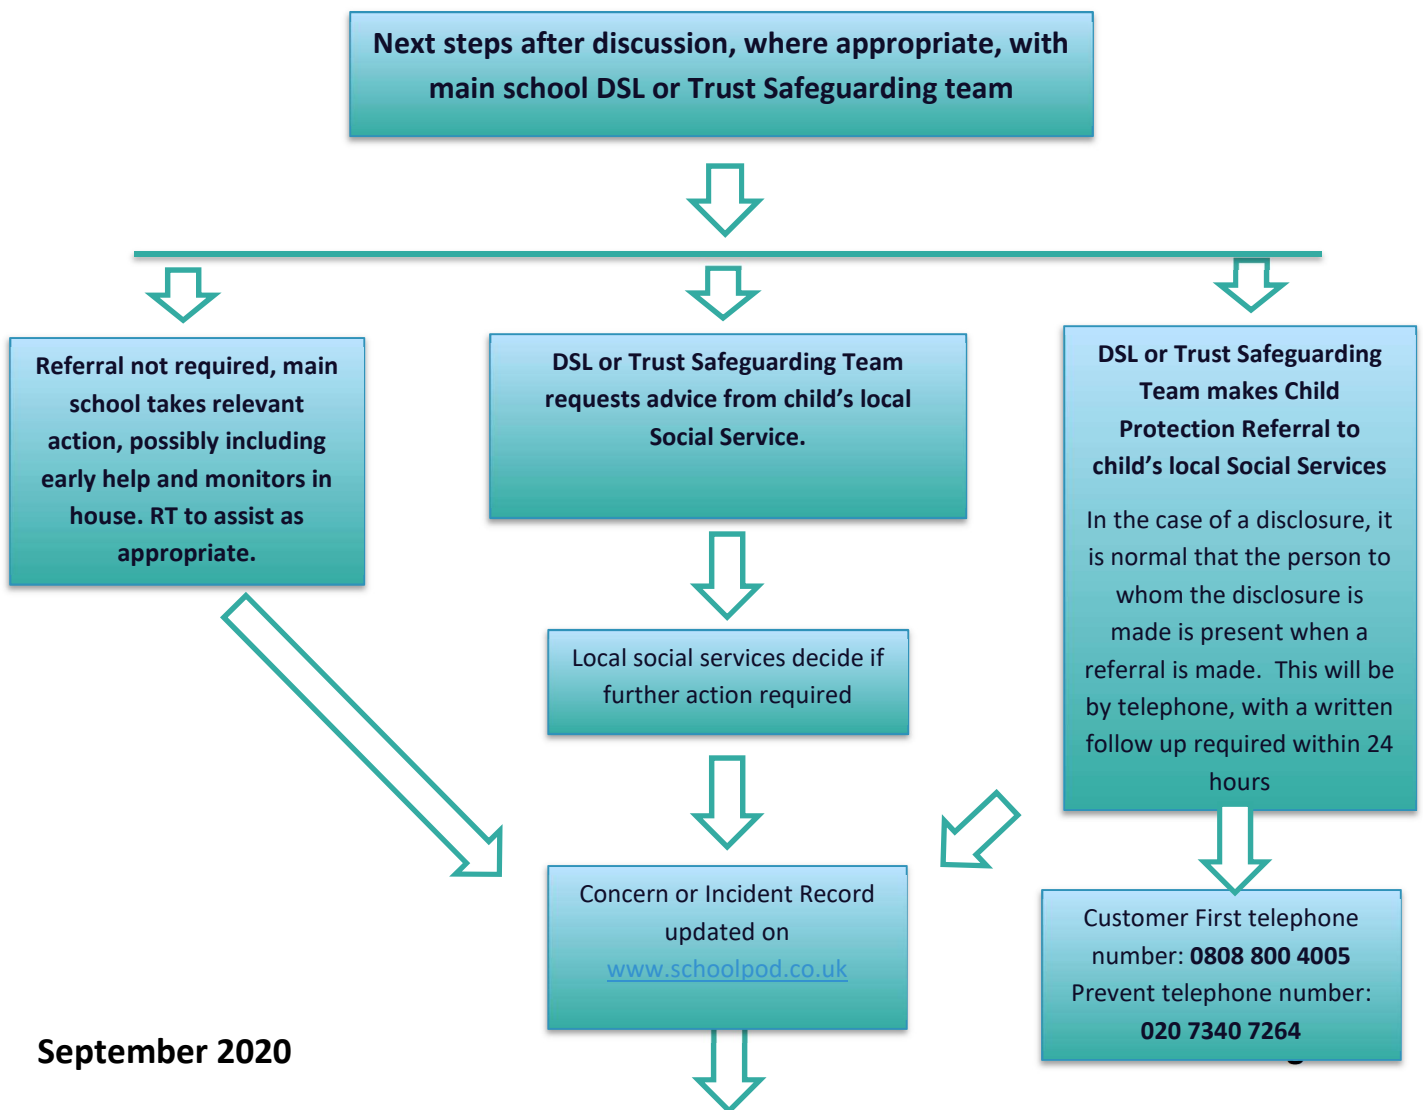 Next steps after discussion, where appropriate, with
main school DSL or Trust Safeguarding team
Referral not required, main
school takes relevant
action, possibly including
early help and monitors in
house. RT to assist as
appropriate.
DSL or Trust Safeguarding Team
requests advice from child’s local
Social Service.
Local social services decide if
further action required
DSL or Trust Safeguarding
Team makes Child
Protection Referral to
child’s local Social Services
In the case of a disclosure, it
is normal that the person to
whom the disclosure is
made is present when a
referral is made.  This will be
by telephone, with a written
follow up required within 24
hours
Concern or Incident Record
updated on
www.schoolpod.co.uk
Customer First telephone
number: 0808 800 4005
Prevent telephone number:
020 7340 7264
September 2020